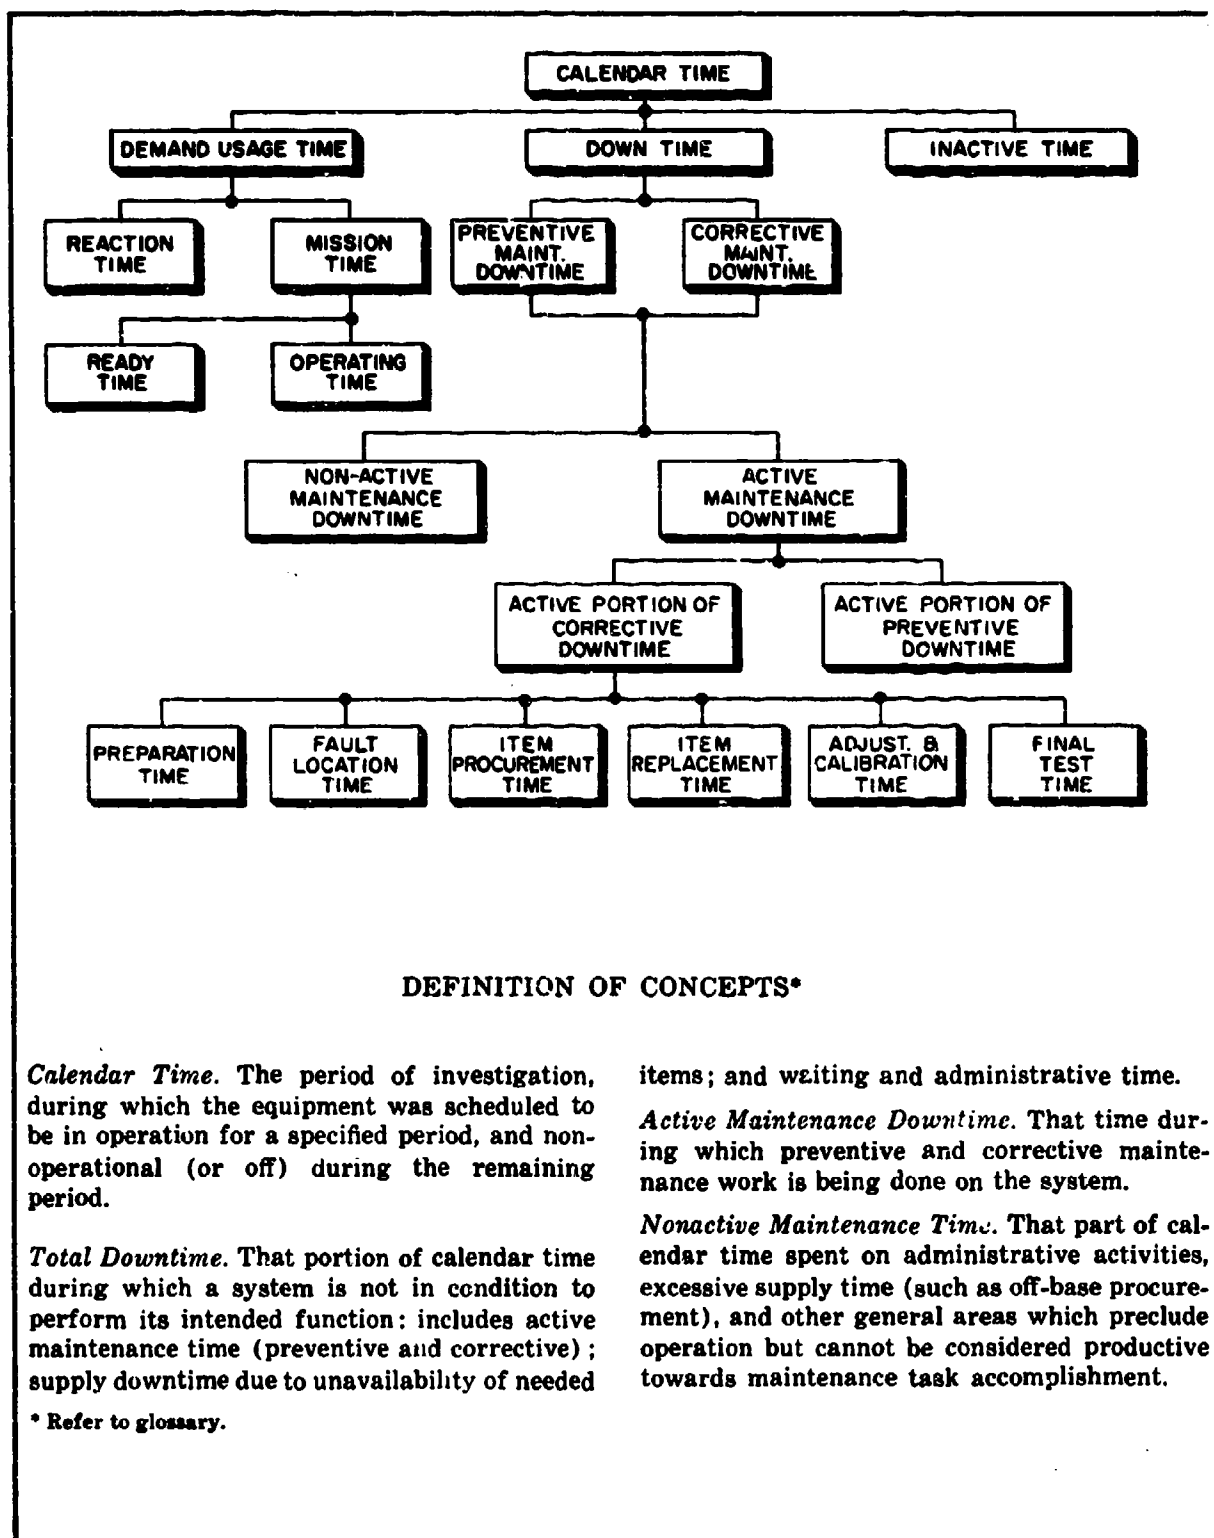 CALENDAR TIME
DEMAND USAGE TIME
DOWN TIME
INACTIVE TIME
REACTION
TIME
MISSION
TIME
PREVENTIVE
MAINT.
DOWNTIME
CORRECTIVE
MAINT.
DOWNTIME
READY
TIME
OPERATING
TIME
NON-ACTIVE
MAINTENANCE
DOWNTIME
ACTIVE
MAINTENANCE
DOWNTIME
ACTIVE PORTION OF
CORRECTIVE
DOWNTIME
ACTIVE PORTION OF
PREVENTIVE
DOWNTIME
PREPARATION
TIME
FAULT
LOCATION
TIME
ITEM
PROCUREMENT
TIME
ITEM
REPLACEMENT
TIME
ADJUST. &
CALIBRATION
TIME
FINAL
TEST
TIME
DEFINITION OF CONCEPTS*
Calendar Time. The period of investigation,
during which the equipment was scheduled to
be in operation for a specified period, and non-
operational (or off) during the remaining
period.
Total Downtime. That portion of calendar time
during which a system is not in condition to
perform its intended function: includes active
maintenance time (preventive and corrective);
supply downtime due to unavailability of needed
* Refer to glossary.
items; and waiting and administrative time.
Active Maintenance Downtime. That time dur-
ing which preventive and corrective mainte-
nance work is being done on the system.
Nonactive Maintenance Time. That part of cal-
endar time spent on administrative activities,
excessive supply time (such as off-base procure-
ment), and other general areas which preclude
operation but cannot be considered productive
towards maintenance task accomplishment.